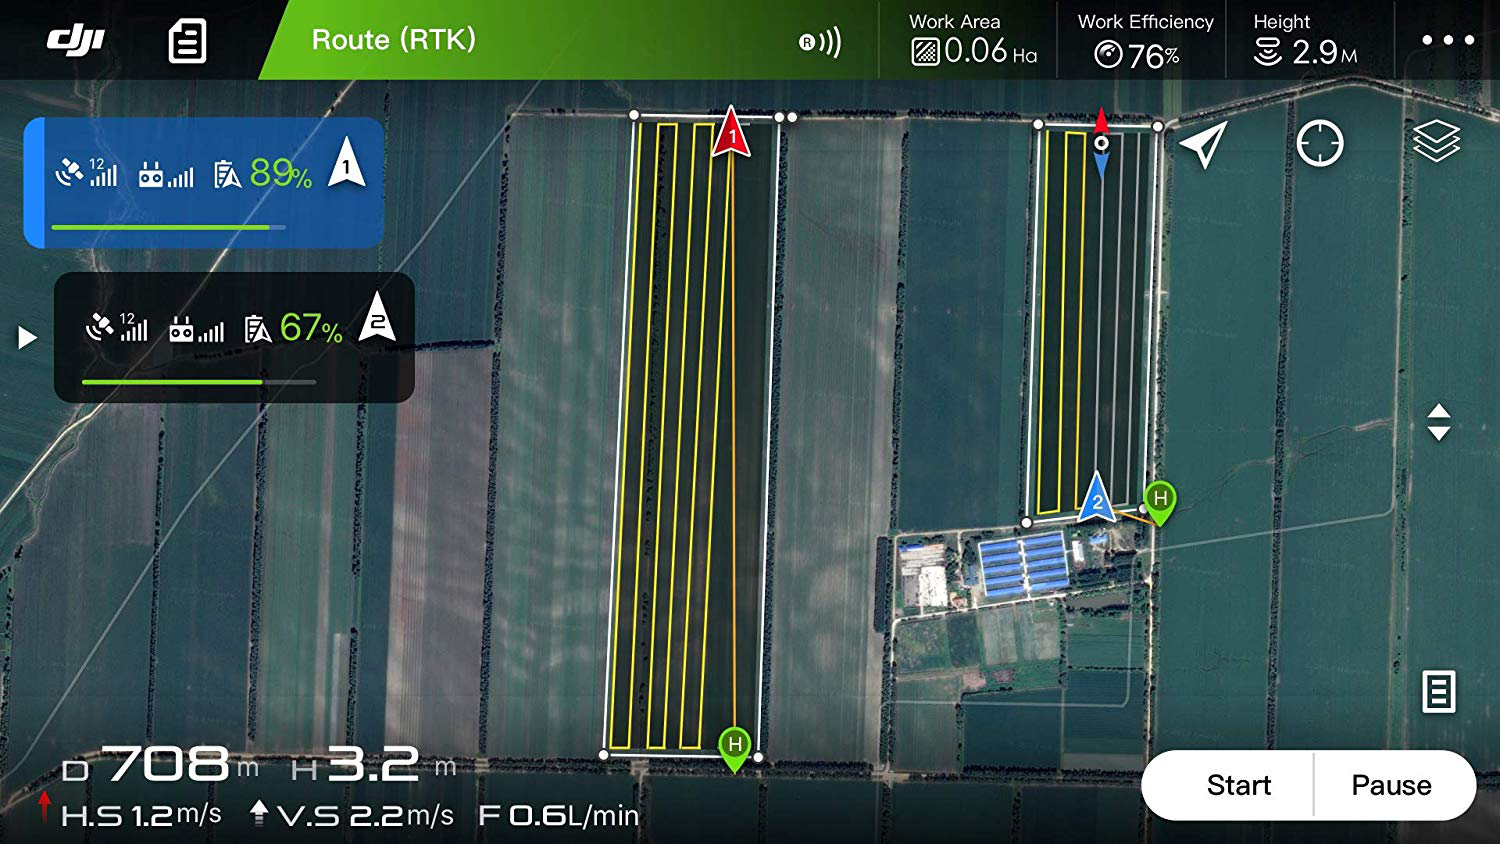 dji
Route (RTK)
R
Work Area
0.06 Ha
Work Efficiency
76%
Height
2.9 M
12
89%
1
12
67%
2
1
2
H
H
D 708 m H 3.2 m
H.S 1.2 m/s V.S 2.2 m/s F 0.6 L/min
Start
Pause